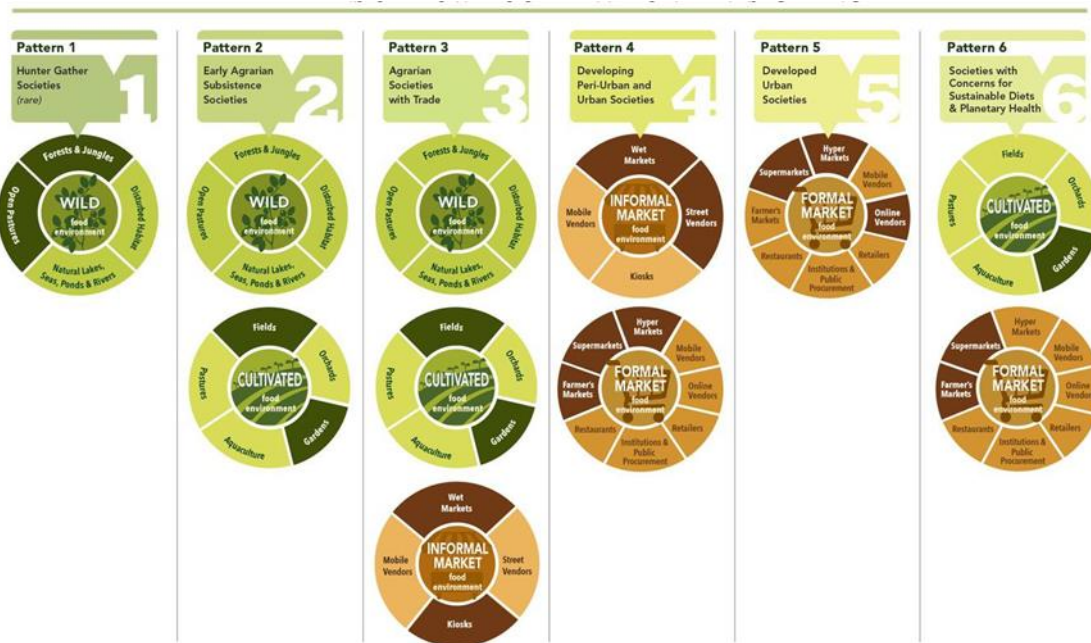 Pattern 1
Hunter Gather
Societies
(rare)
1
Forests & Jungles
Disturbed Habitat
Natural Lakes,
Seas, Ponds & Rivers
Open Pastures
WILD
food
environment
Pattern 2
Early Agrarian
Subsistence
Societies
2
Forests & Jungles
Disturbed Habitat
Natural Lakes,
Seas, Ponds & Rivers
Open Pastures
WILD
food
environment
Fields
Orchards
Gardens
Aquaculture
Pastures
CULTIVATED
food
environment
Pattern 3
Agrarian
Societies
with Trade
3
Forests & Jungles
Disturbed Habitat
Natural Lakes,
Seas, Ponds & Rivers
Open Pastures
WILD
food
environment
Fields
Orchards
Gardens
Aquaculture
Pastures
CULTIVATED
food
environment
Wet
Markets
Street
Vendors
Kiosks
Mobile
Vendors
INFORMAL
MARKET
food
environment
Pattern 4
Developing
Peri-Urban and
Urban Societies
4
Wet
Markets
Street
Vendors
Kiosks
Mobile
Vendors
INFORMAL
MARKET
food
environment
Hyper
Markets
Mobile
Vendors
Online
Vendors
Retailers
Institutions &
Public
Procurement
Restaurants
Farmer's
Markets
Supermarkets
FORMAL
MARKET
food
environment
Pattern 5
Developed
Urban
Societies
5
Hyper
Markets
Mobile
Vendors
Online
Vendors
Retailers
Institutions &
Public
Procurement
Restaurants
Farmer's
Markets
Supermarkets
FORMAL
MARKET
food
environment
Pattern 6
Societies with
Concerns for
Sustainable Diets
& Planetary Health
6
Fields
Orchards
Gardens
Aquaculture
Pastures
CULTIVATED
food
environment
Hyper
Markets
Mobile
Vendors
Online
Vendors
Retailers
Institutions &
Public
Procurement
Restaurants
Farmer's
Markets
Supermarkets
FORMAL
MARKET
food
environment